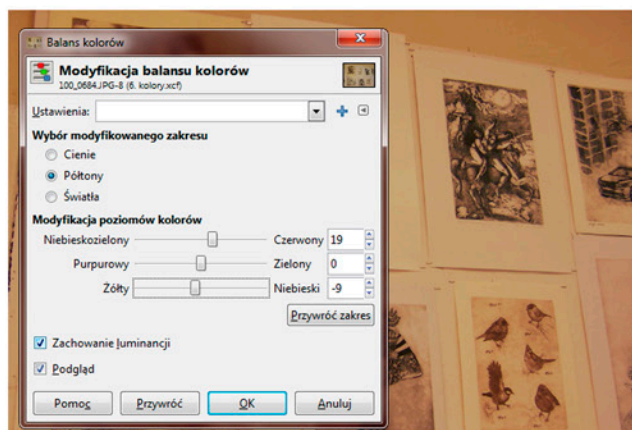 Balans kolorów
Modyfikacja balansu kolorów
100_0684.JPG-8 (6. kolory.xcf)
Ustawienia:
Wybór modyfikowanego zakresu
Cienie
Półtony
Światła
Modyfikacja poziomów kolorów
Niebieskozielony Czerwony 19
Purpurowy Zielony 0
Żółty Niebieski -9
Przywróć zakres
Zachowanie luminancji
Podgląd
Pomoc Przywróć OK Anuluj